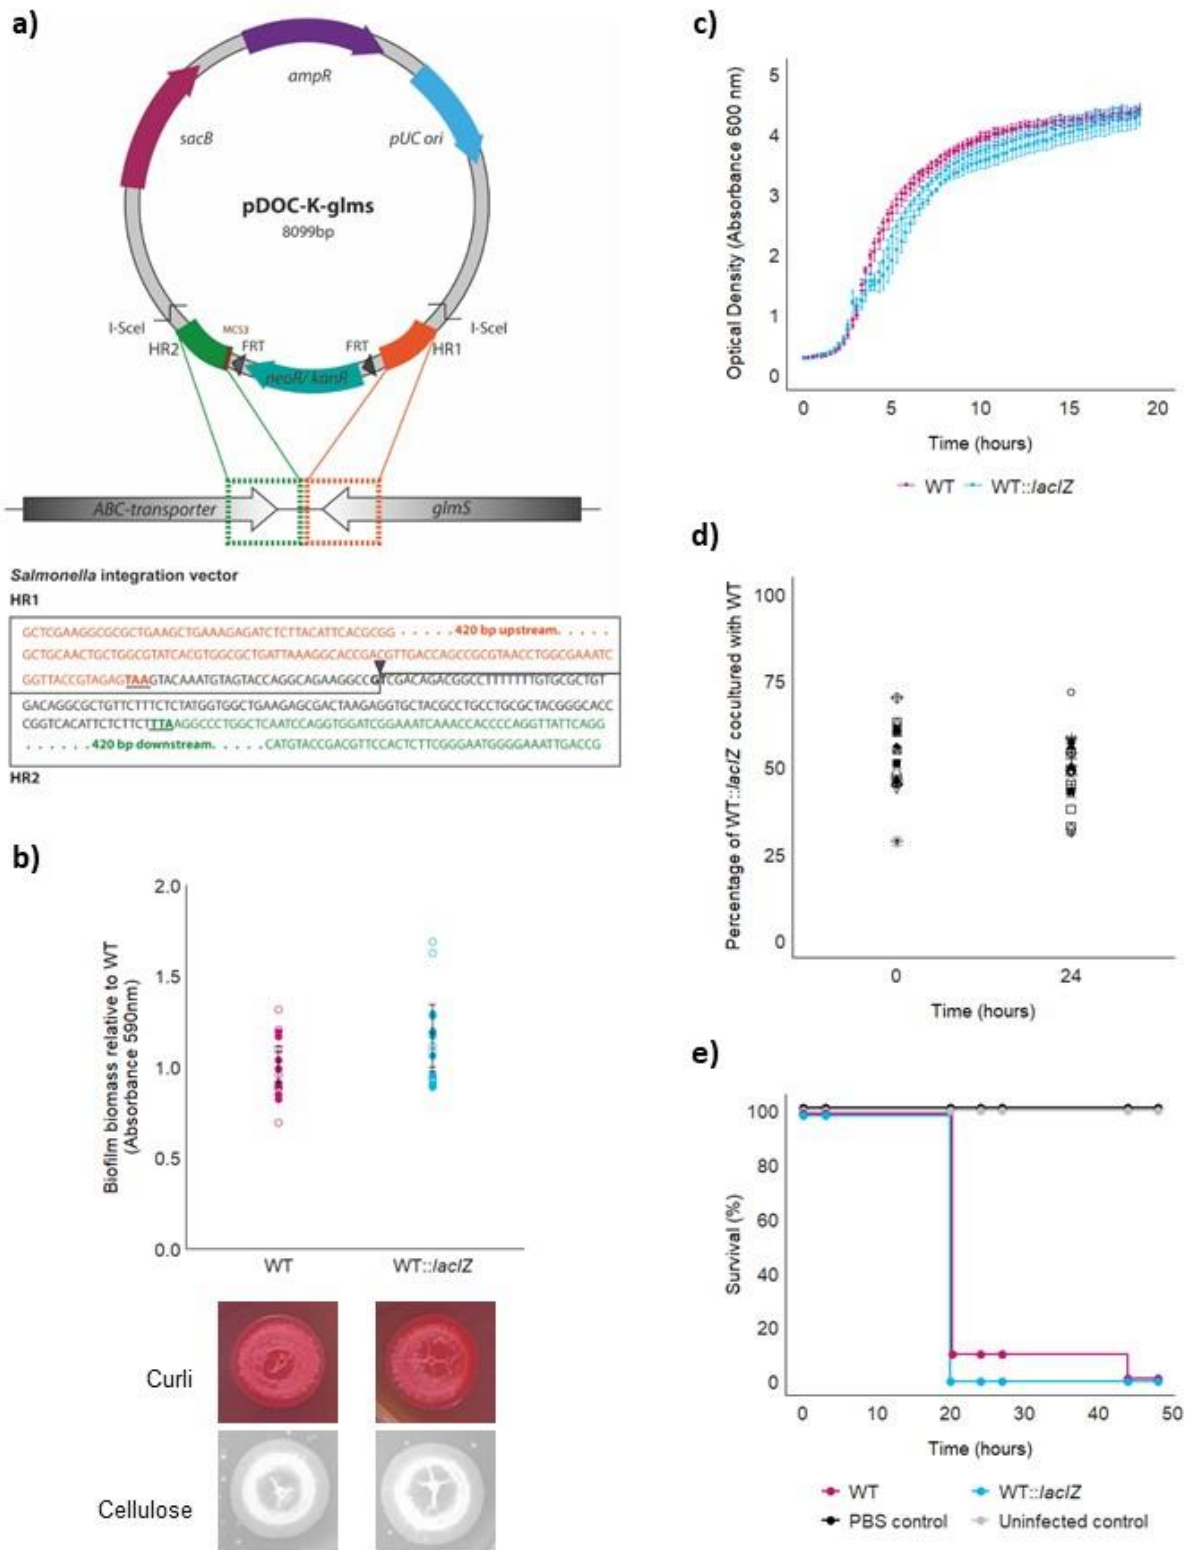 a)
ampR
sacB
pUC ori
pDOC-K-glms
8099bp
I-SceI
I-SceI
HR2
MCS3
FRT
FRT
HR1
neoR/ kanR
ABC-transporter
glmS
Salmonella integration vector
HR1
GCTCGAAGGCGCGCTGAAGCTGAAAGAGATCTCTTACATTCACGCGG . . . . . . 420 bp upstream. . . . . .
GCTGCAACTGCTGGCGTATCACGTGGCGCTGATTAAAGGCACCGACGTTGACCAGCCGCGTAACCTGGCGAAATC
GGTTACCGTAGAGTAAGTACAAATGTAGTACCAGGCAGAAGGCCGTCGACAGACGGCCTTTTTTTGTGCGCTGT
GACAGGCGCTGTTCTTTCTCTATGGTGGCTGAAGAGCGACTAAGAGGTGCTACGCCTGCCTGCGCTACGGGCACC
CGGTCACATTCTCTTCTTTAAGGCCCTGGCTCAATCCAGGTGGATCGGAAATCAAACCACCCCAGGTTATTCAGG
. . . . . . . 420 bp downstream. . . . . . CATGTACCGACGTTCCACTCTTCGGGAATGGGGAAATTGACCG
HR2
b)
2.0
1.5
1.0
0.5
0.0
Biofilm biomass relative to WT
(Absorbance 590nm)
WT
WT::lacIZ
Curli
Cellulose
c)
5
4
3
2
1
0
Optical Density (Absorbance 600 nm)
0
5
10
15
20
Time (hours)
WT
WT::lacIZ
d)
100
75
50
25
0
Percentage of WT::lacIZ cocultured with WT
0
24
Time (hours)
e)
100
80
60
40
20
0
Survival (%)
0
10
20
30
40
50
Time (hours)
WT
WT::lacIZ
PBS control
Uninfected control